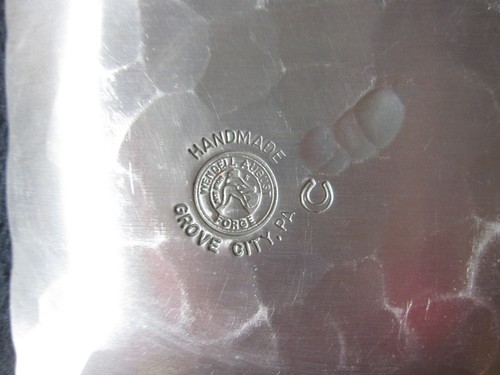 HANDMADE
WENDELL AUGUST
FORGE
GROVE CITY, PA
C